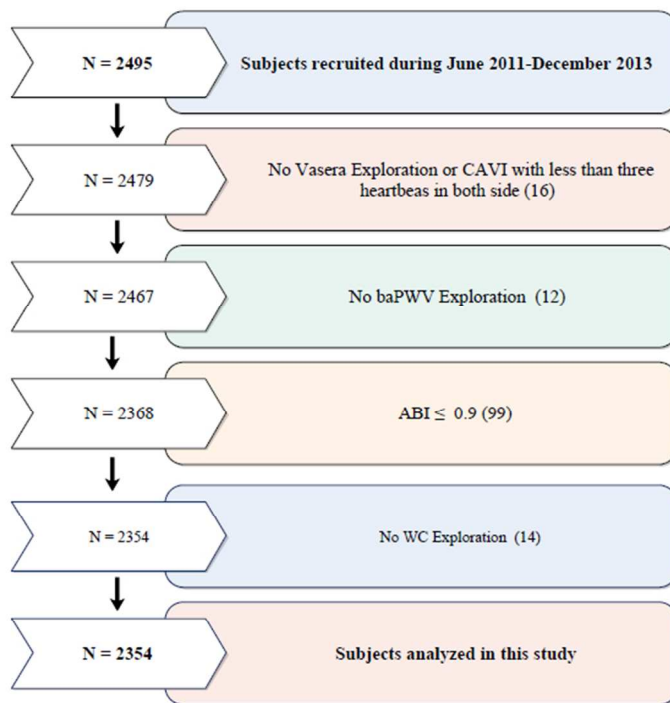 N = 2495
Subjects recruited during June 2011-December 2013
N = 2479
No Vasera Exploration or CAVI with less than three
heartbeas in both side (16)
N = 2467
No baPWV Exploration (12)
N = 2368
ABI ≤ 0.9 (99)
N = 2354
No WC Exploration (14)
N = 2354
Subjects analyzed in this study